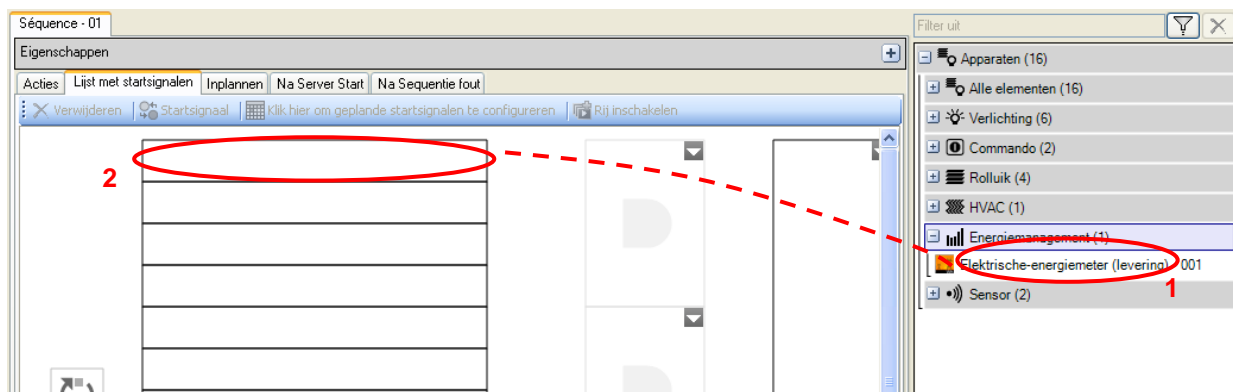 Séquence - 01
Eigenschappen
Acties Lijst met startsignalen Inplannen Na Server Start Na Sequentie fout
Verwijderen Startsignaal Klik hier om geplande startsignalen te configureren Rij inschakelen
2
Filter uit
Apparaten (16)
Alle elementen (16)
Verlichting (6)
Commando (2)
Rolluik (4)
HVAC (1)
Energiemanagement (1)
Elektrische-energiemeter (levering) - 001
1
Sensor (2)